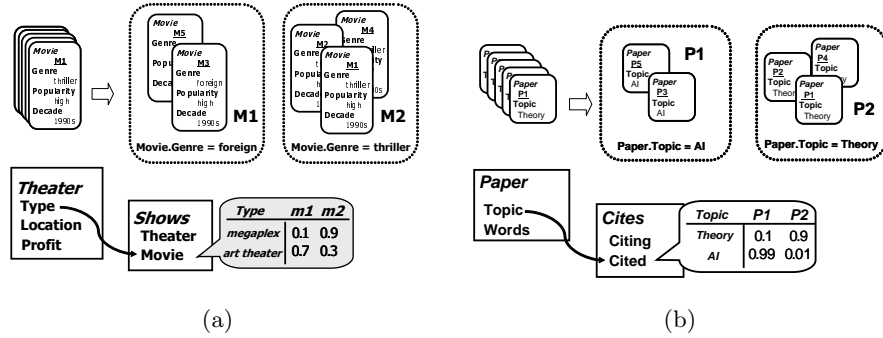 Movie
M1
Genre
thriller
Popularity
high
Decade
1990s
Movie
M5
Genre
Movie
M3
Genre
foreign
Popularity
high
Decade
1990s
M1
Movie.Genre = foreign
Movie
M4
Genre
Movie
M2
Movie
M1
Genre
thriller
Popularity
high
Decade
1990s
M2
Movie.Genre = thriller
Theater
Type
Location
Profit
Shows
Theater
Movie
Type m1 m2
megaplex 0.1 0.9
art theater 0.7 0.3
(a)
Paper
P1
Topic
Theory
Paper
P5
Topic
AI
Paper
P3
Topic
AI
P1
Paper.Topic = AI
Paper
P4
Topic
Paper
P2
Topic
Paper
P1
Topic
Theory
P2
Paper.Topic = Theory
Paper
Topic
Words
Cites
Citing
Cited
Topic P1 P2
Theory 0.1 0.9
AI 0.99 0.01
(b)